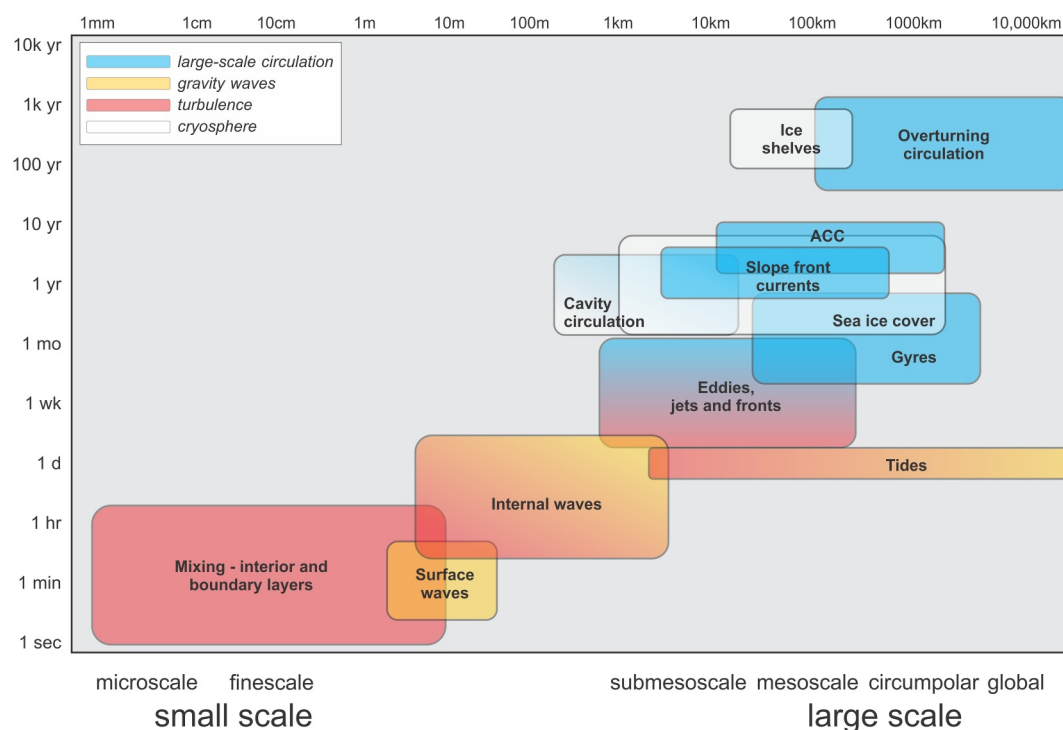 1mm 1cm 10cm 1m 10m 100m 1km 10km 100km 1000km 10,000km
10k yr
1k yr
100 yr
10 yr
1 yr
1 mo
1 wk
1 d
1 hr
1 min
1 sec
large-scale circulation
gravity waves
turbulence
cryosphere
Ice
shelves
Overturning
circulation
ACC
Slope front
currents
Cavity
circulation
Sea ice cover
Gyres
Eddies,
jets and fronts
Tides
Internal waves
Mixing - interior and
boundary layers
Surface
waves
microscale finescale submesoscale mesoscale circumpolar global
small scale large scale